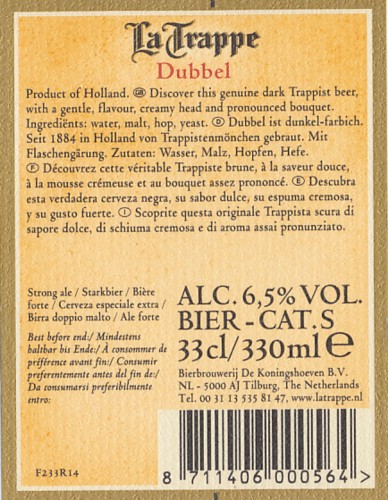 La Trappe
Dubbel
Product of Holland. GB Discover this genuine dark Trappist beer,
with a gentle, flavour, creamy head and pronounced bouquet.
Ingrediënts: water, malt, hop, yeast. D Dubbel ist dunkel-farbich.
Seit 1884 in Holland von Trappistenmönchen gebraut. Mit
Flaschengärung. Zutaten: Wasser, Malz, Hopfen, Hefe.
F Découvrez cette véritable Trappiste brune, à la saveur douce,
à la mousse crémeuse et au bouquet assez prononcé. E Descubra
esta verdadera cerveza negra, su sabor dulce, su espuma cremosa,
y su gusto fuerte. I Scoprite questa originale Trappista scura di
sapore dolce, di schiuma cremosa e di aroma assai pronunziato.
Strong ale / Starkbier / Bière
forte / Cerveza especiale extra /
Birra doppio malto / Ale forte
Best before end:/ Mindestens
baltbar bis Ende:/ À consommer de
préférence avant fin:/ Consumir
preferentemente antes del fin de:/
Da consumarsi preferibilmente
entro:
F233R14
ALC. 6,5% VOL.
BIER - CAT. S
33cl/330ml e
Bierbrouwerij De Koningshoeven B.V.
NL - 5000 AJ Tilburg, The Netherlands
Tel. 00 31 13 535 81 47, www.latrappe.nl
8 711406 000564 >